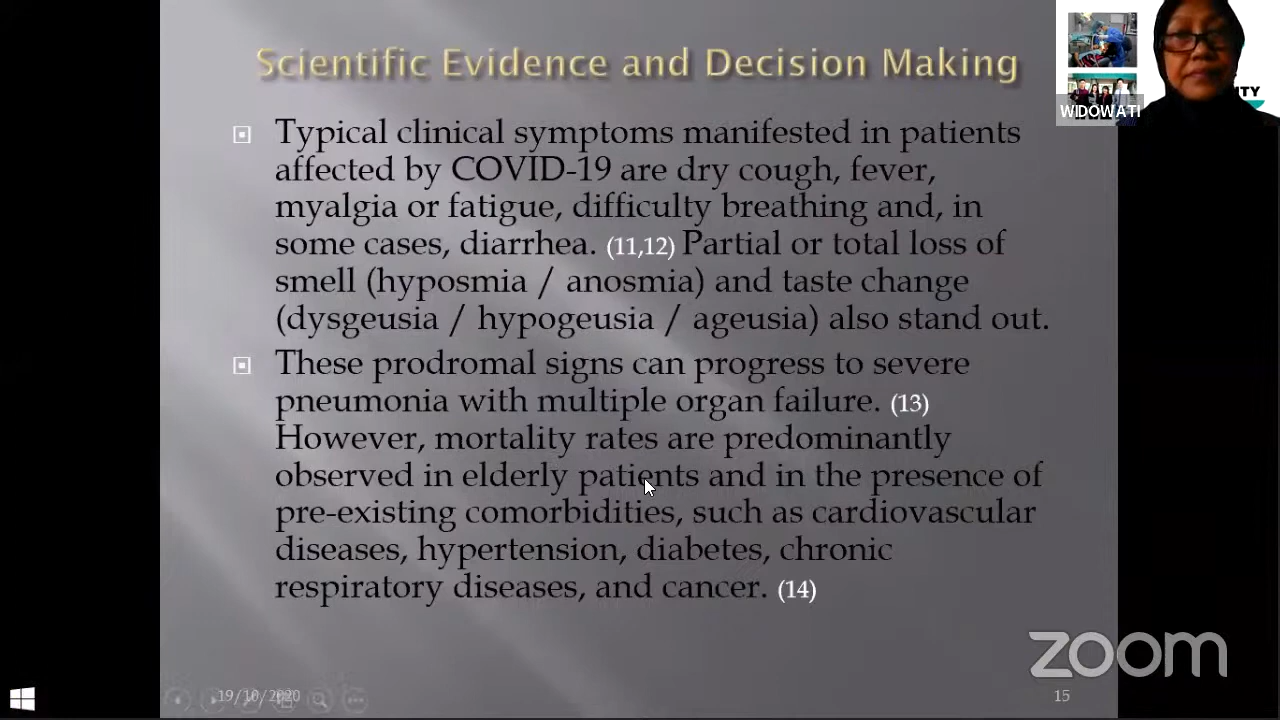 Scientific Evidence and Decision Making
Typical clinical symptoms manifested in patients
affected by COVID-19 are dry cough, fever,
myalgia or fatigue, difficulty breathing and, in
some cases, diarrhea. (11,12) Partial or total loss of
smell (hyposmia / anosmia) and taste change
(dysgeusia / hypogeusia / ageusia) also stand out.
These prodromal signs can progress to severe
pneumonia with multiple organ failure. (13)
However, mortality rates are predominantly
observed in elderly patients and in the presence of
pre-existing comorbidities, such as cardiovascular
diseases, hypertension, diabetes, chronic
respiratory diseases, and cancer. (14)
19/10/2020
15
WIDOWATI
ITY
zoom